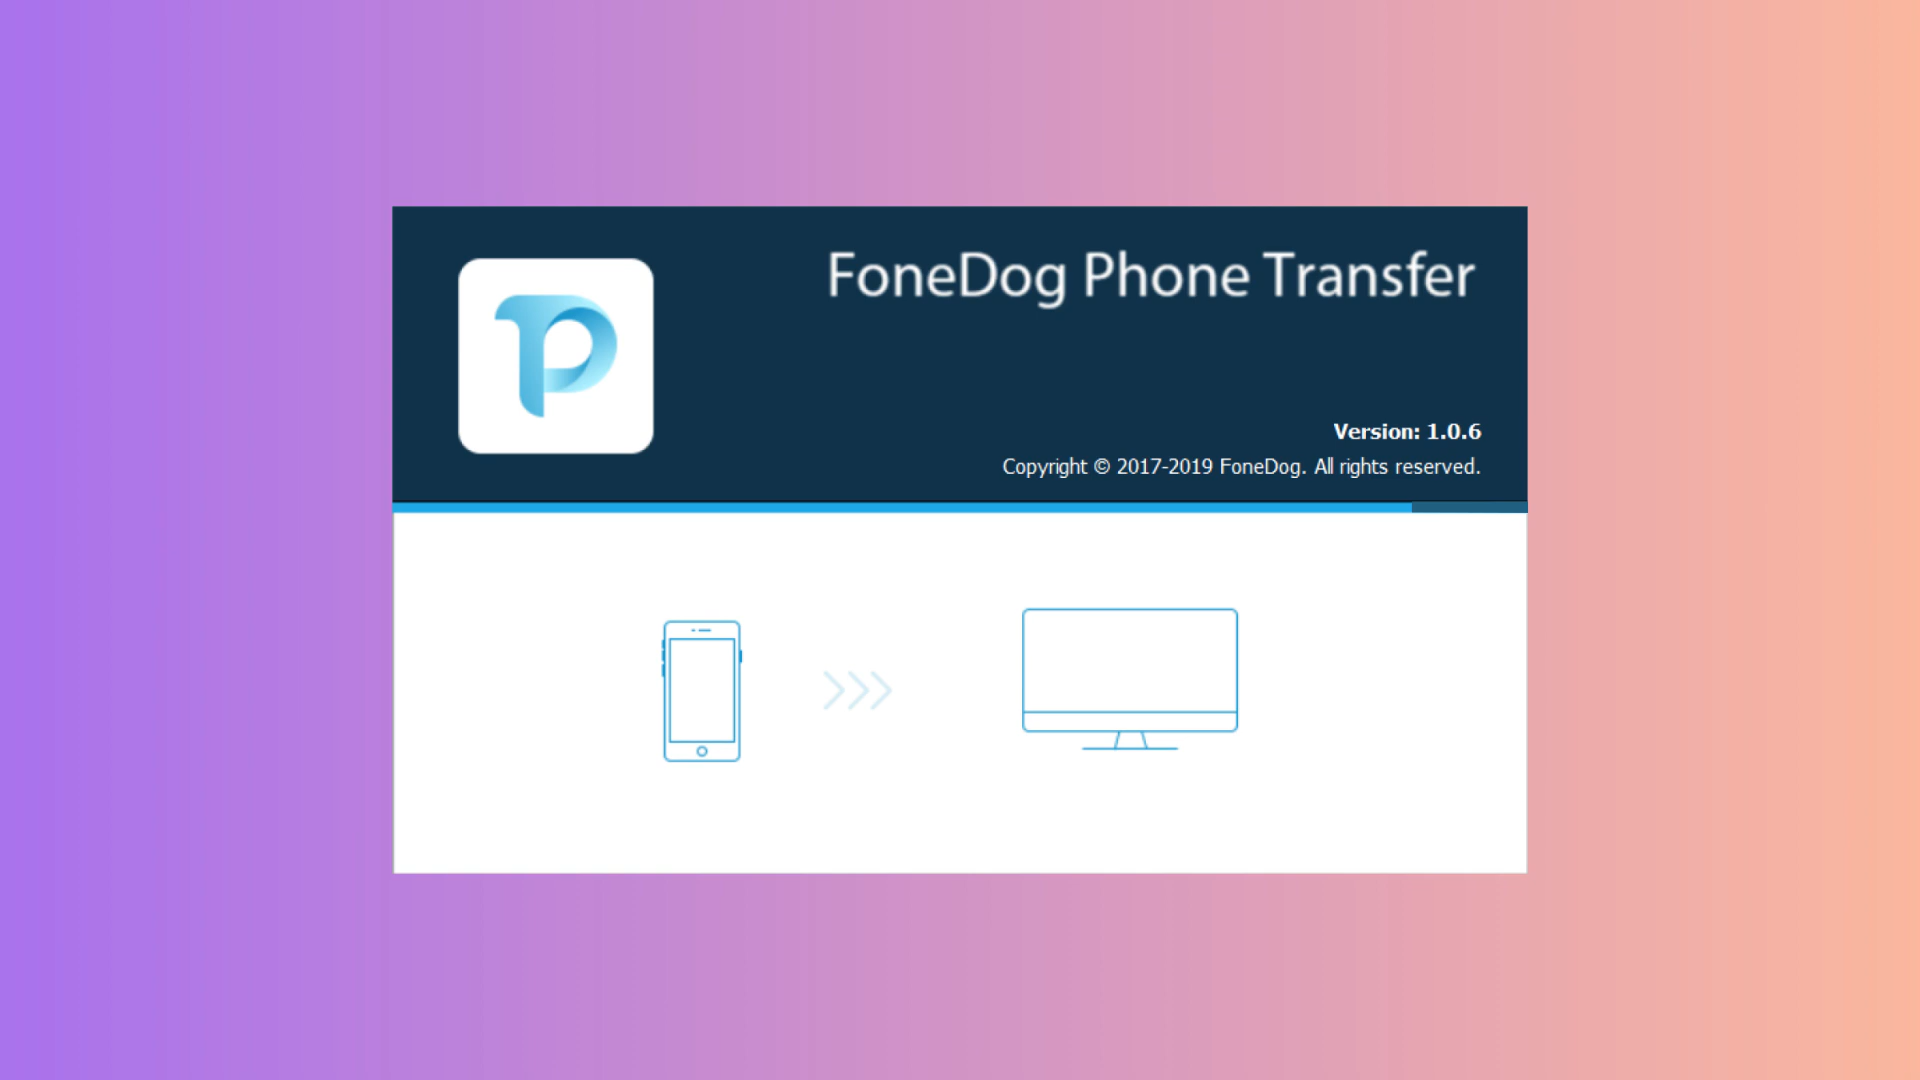 FoneDog Phone Transfer
Version: 1.0.6
Copyright © 2017-2019 FoneDog. All rights reserved.